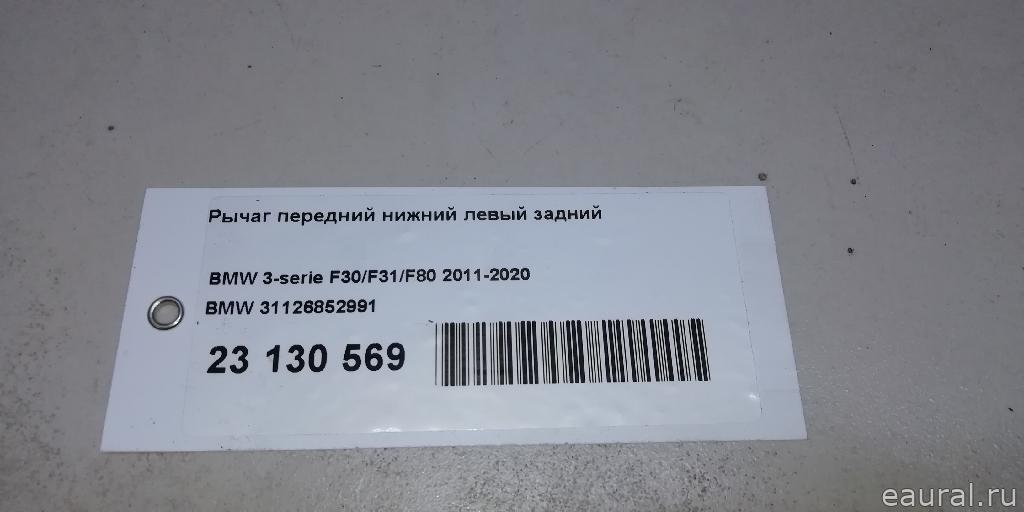 Рычаг передний нижний левый задний
BMW 3-serie F30/F31/F80 2011-2020
BMW 31126852991
23 130 569
eaural.ru